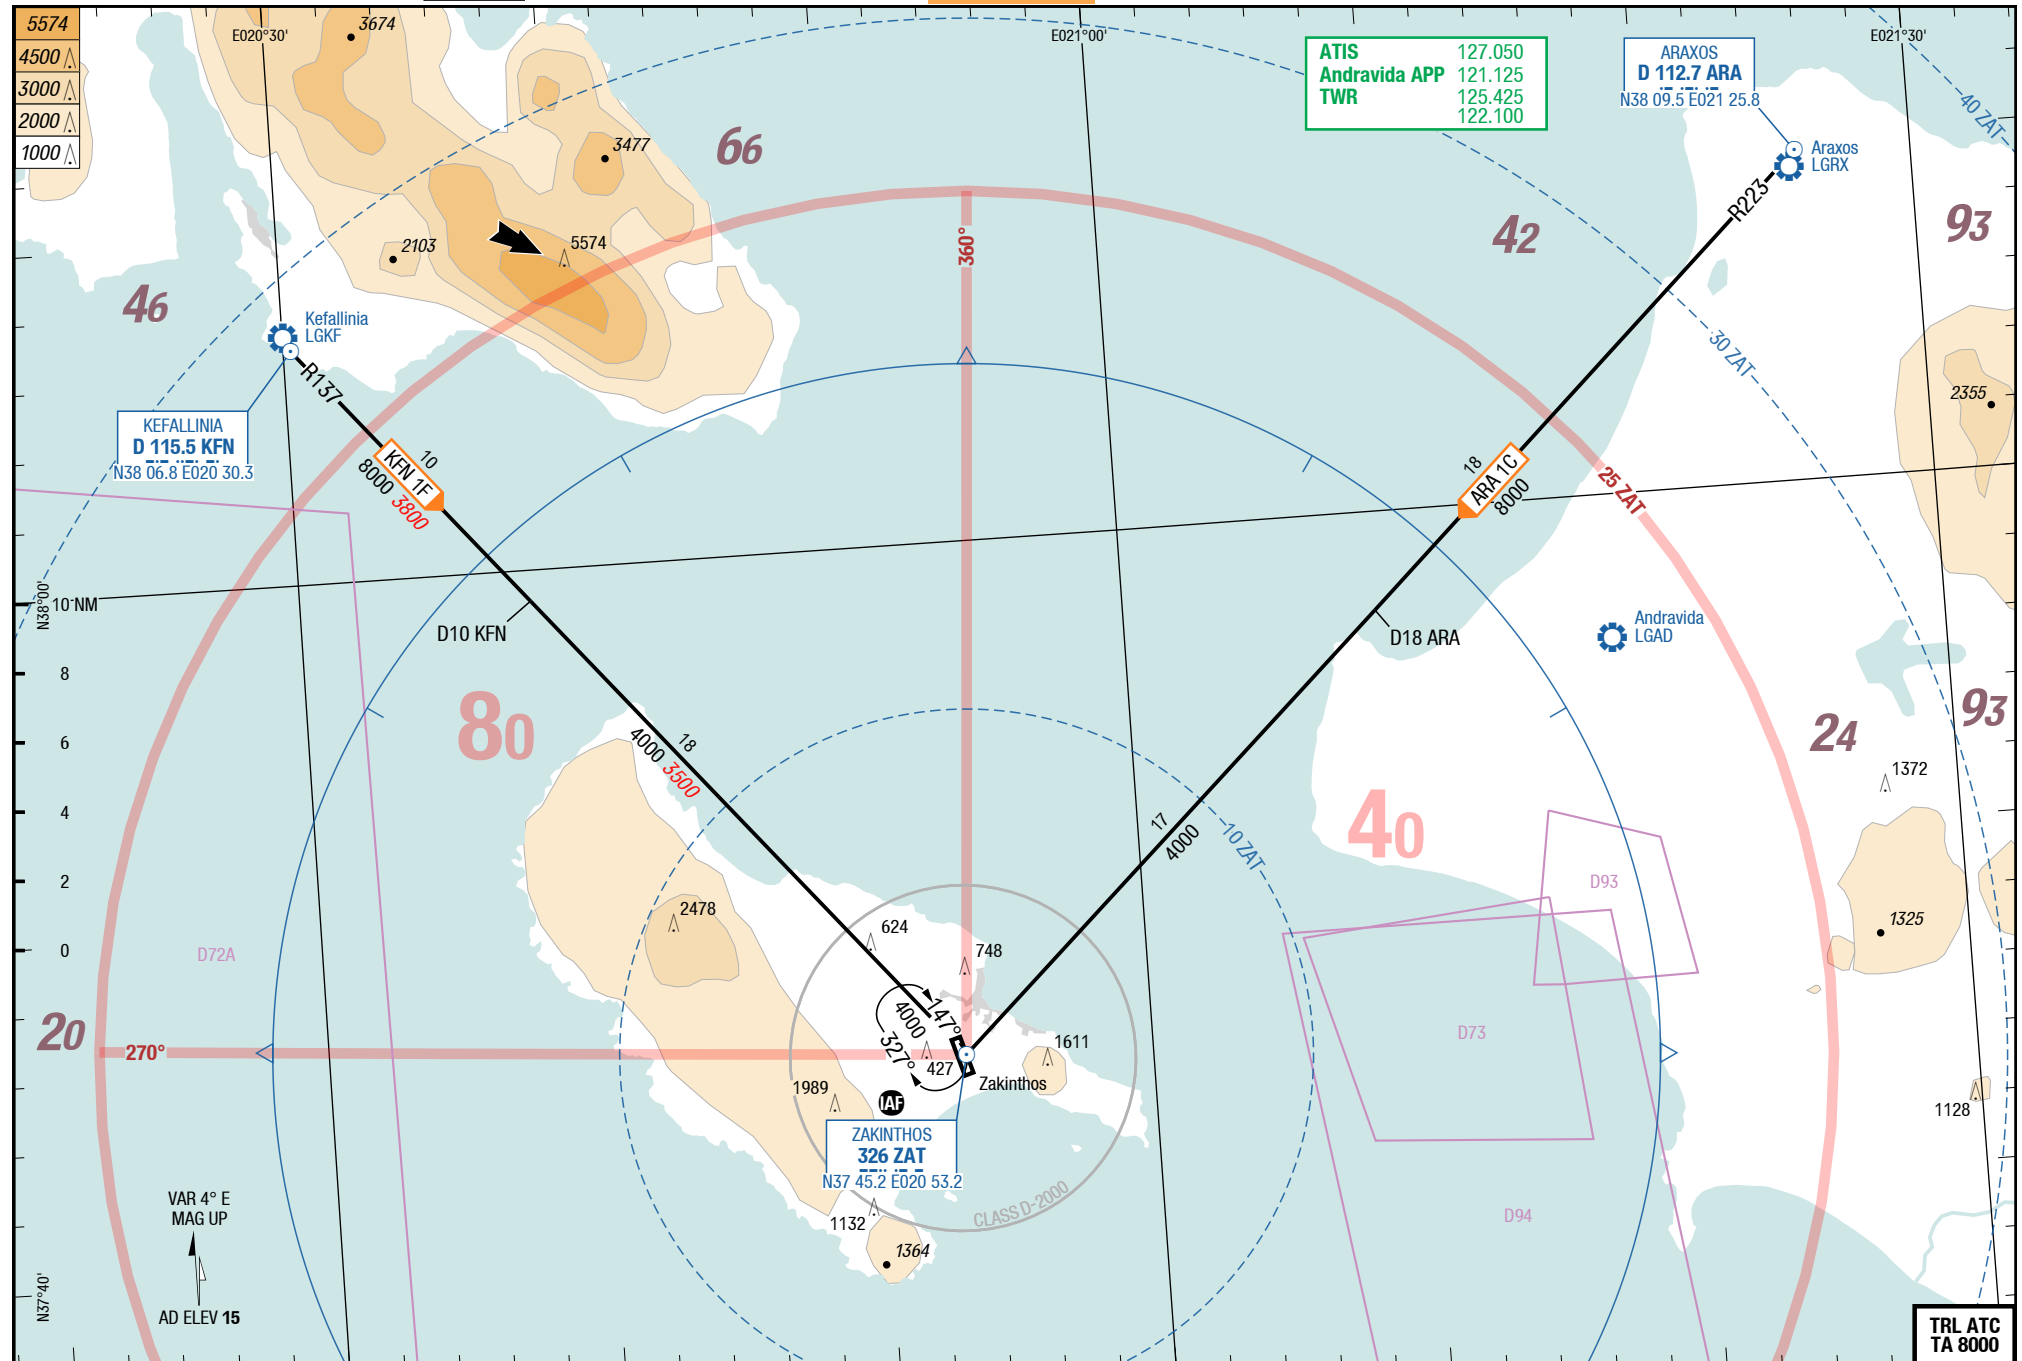 5574
4500
3000
2000
1000
E020°30'
E021°00'
E021°30'
3674
3477
2103
5574
66
46
42
93
ATIS 127.050
Andravida APP 121.125
TWR 125.425
122.100
ARAXOS
D 112.7 ARA
N38 09.5 E021 25.8
40 ZAT
Araxos
LGRX
R223
360°
Kefallinia
LGKF
R137
KEFALLINIA
D 115.5 KFN
N38 06.8 E020 30.3
KFN 1F
10
8000 3800
30 ZAT
2355
18
ARA 1C
8000
25 ZAT
N38°00'
10 NM
8
6
4
2
0
D10 KFN
D18 ARA
Andravida
LGAD
80
18
4000 3500
93
24
1372
17
4000
10 ZAT
40
D93
2478
624
748
1325
D72A
D73
20
270°
4000
147°
327°
427
1611
Zakinthos
1989
IAF
1128
ZAKINTHOS
326 ZAT
N37 45.2 E020 53.2
CLASS D-2000
D94
1132
1364
VAR 4° E
MAG UP
AD ELEV 15
N37°40'
TRL ATC
TA 8000